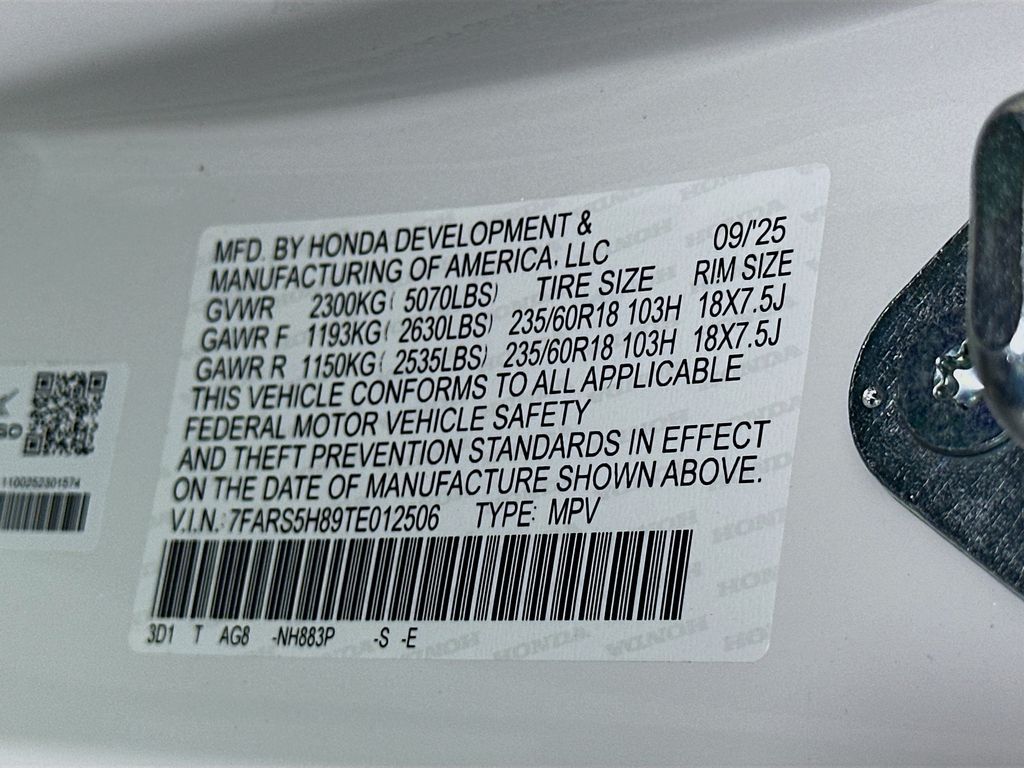 MFD. BY HONDA DEVELOPMENT &
MANUFACTURING OF AMERICA, LLC 09/'25
GVWR 2300KG( 5070LBS) TIRE SIZE RIM SIZE
GAWR F 1193KG( 2630LBS) 235/60R18 103H 18X7.5J
GAWR R 1150KG( 2535LBS) 235/60R18 103H 18X7.5J
THIS VEHICLE CONFORMS TO ALL APPLICABLE
FEDERAL MOTOR VEHICLE SAFETY
AND THEFT PREVENTION STANDARDS IN EFFECT
ON THE DATE OF MANUFACTURE SHOWN ABOVE.
V.I.N.: 7FARS5H89TE012506 TYPE: MPV
3D1 T AG8 -NH883P -S -E
1100252301574